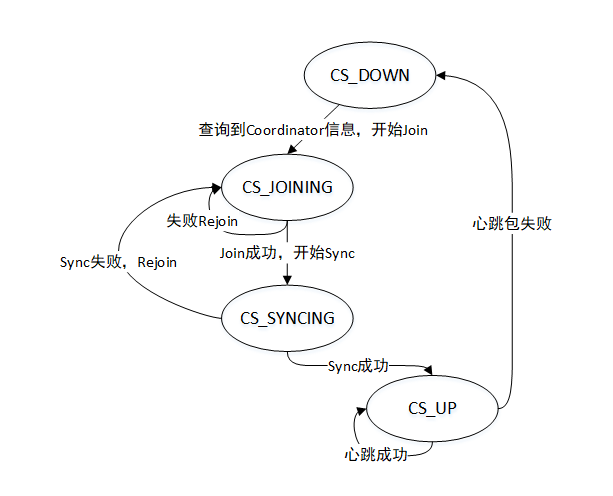 CS_DOWN
查询到Coordinator信息，开始Join
CS_JOINING
失败Rejoin
心跳包失败
Join成功，开始Sync
Sync失败，Rejoin
CS_SYNCING
Sync成功
CS_UP
心跳成功